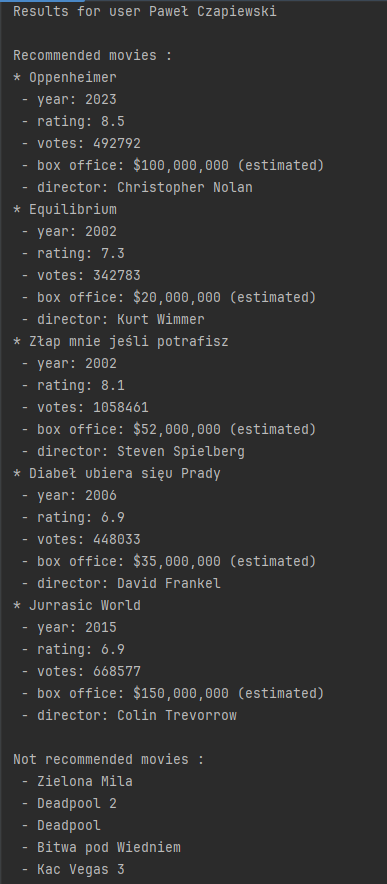 Results for user Paweł Czapiewski
Recommended movies :
* Oppenheimer
- year: 2023
- rating: 8.5
- votes: 492792
- box office: $100,000,000 (estimated)
- director: Christopher Nolan
* Equilibrium
- year: 2002
- rating: 7.3
- votes: 342783
- box office: $20,000,000 (estimated)
- director: Kurt Wimmer
* Złap mnie jeśli potrafisz
- year: 2002
- rating: 8.1
- votes: 1058461
- box office: $52,000,000 (estimated)
- director: Steven Spielberg
* Diabeł ubiera sięu Prady
- year: 2006
- rating: 6.9
- votes: 448033
- box office: $35,000,000 (estimated)
- director: David Frankel
* Jurrasic World
- year: 2015
- rating: 6.9
- votes: 668577
- box office: $150,000,000 (estimated)
- director: Colin Trevorrow
Not recommended movies :
- Zielona Mila
- Deadpool 2
- Deadpool
- Bitwa pod Wiedniem
- Kac Vegas 3